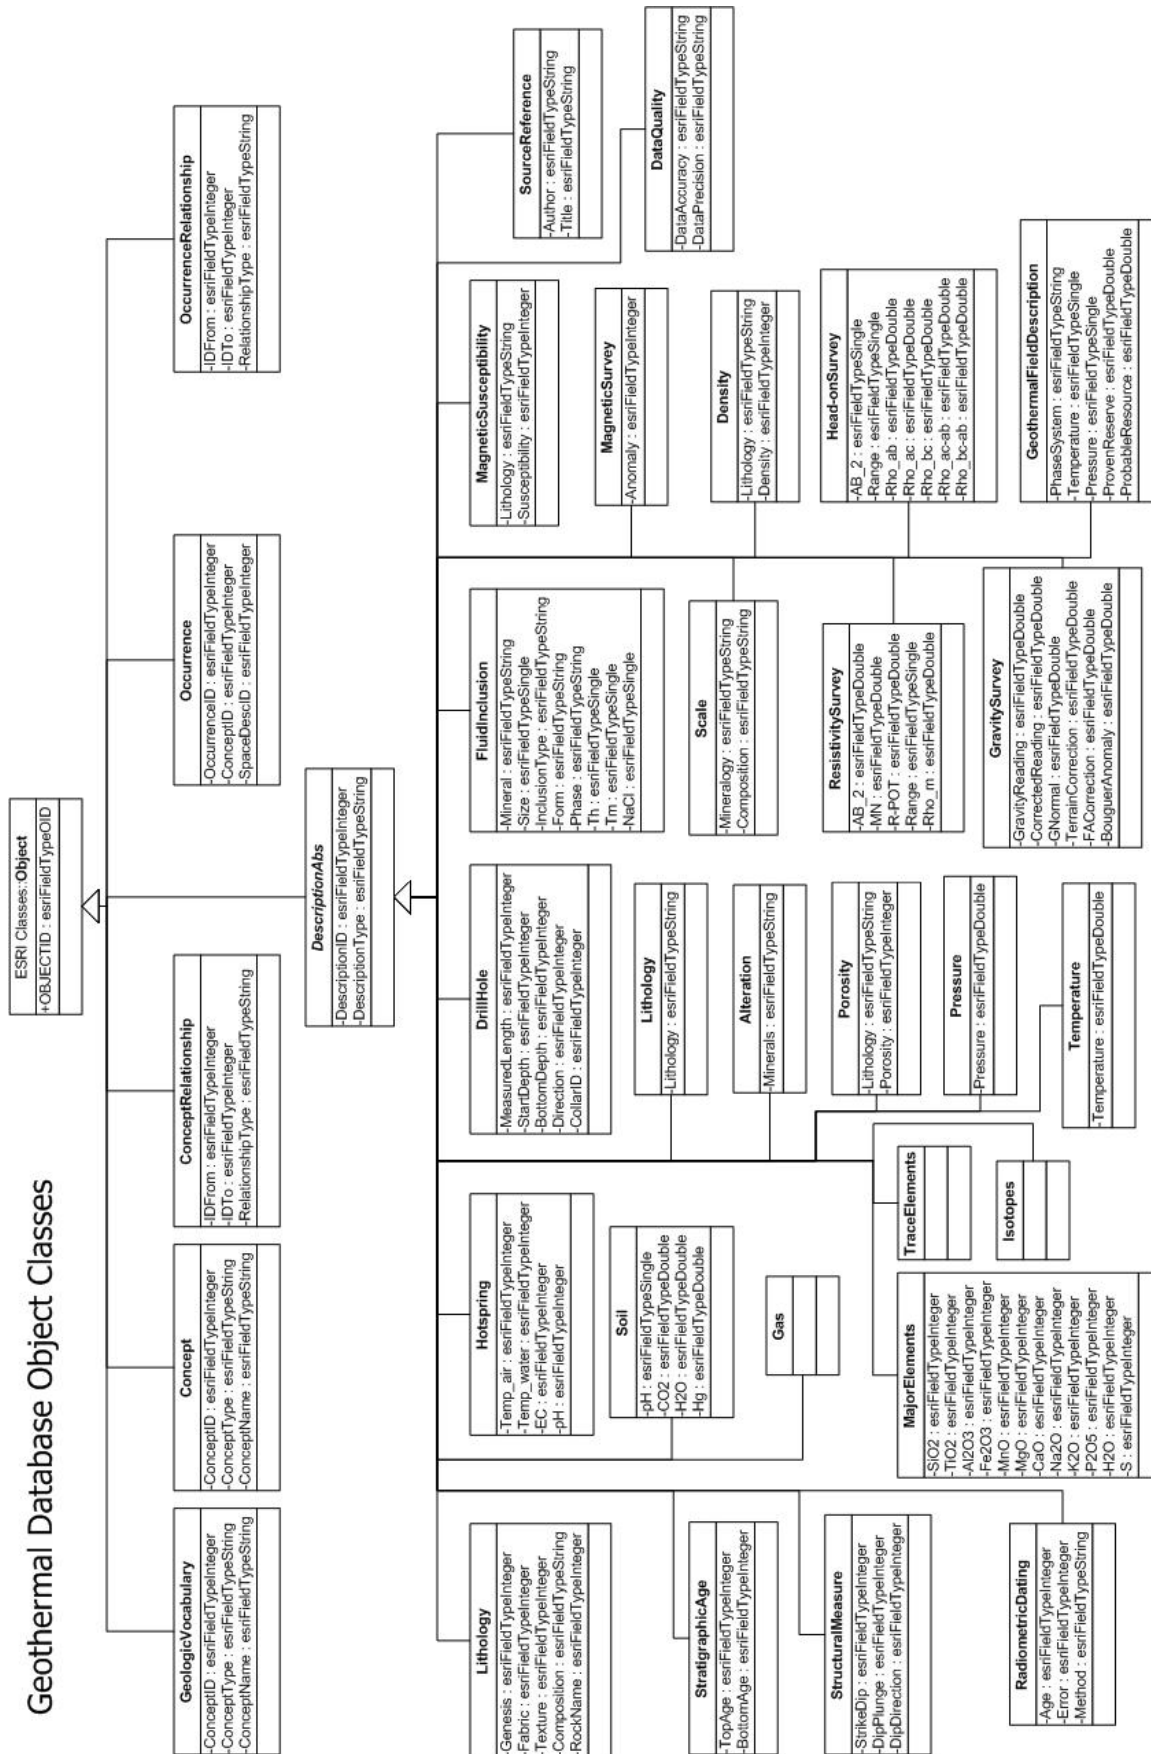 Geothermal Database Object Classes
ESRI Classes::Object
+OBJECTID : esriFieldTypeOID
GeologicVocabulary
-ConceptID : esriFieldTypeInteger
-ConceptType : esriFieldTypeString
-ConceptName : esriFieldTypeString
Concept
-ConceptID : esriFieldTypeInteger
-ConceptType : esriFieldTypeString
-ConceptName : esriFieldTypeString
ConceptRelationship
-IDFrom : esriFieldTypeInteger
-IDTo : esriFieldTypeInteger
-RelationshipType : esriFieldTypeString
Occurrence
-OccurrenceID : esriFieldTypeInteger
-ConceptID : esriFieldTypeInteger
-SpaceDescID : esriFieldTypeInteger
OccurrenceRelationship
-IDFrom : esriFieldTypeInteger
-IDTo : esriFieldTypeInteger
-RelationshipType : esriFieldTypeString
DescriptionAbs
-DescriptionID : esriFieldTypeInteger
-DescriptionType : esriFieldTypeString
Lithology
-Genesis : esriFieldTypeInteger
-Fabric : esriFieldTypeInteger
-Texture : esriFieldTypeInteger
-Composition : esriFieldTypeString
-RockName : esriFieldTypeInteger
Hotspring
-Temp_air : esriFieldTypeInteger
-Temp_water : esriFieldTypeInteger
-EC : esriFieldTypeInteger
-pH : esriFieldTypeInteger
DrillHole
-MeasuredLength : esriFieldTypeInteger
-StartDepth : esriFieldTypeInteger
-BottomDepth : esriFieldTypeInteger
-Direction : esriFieldTypeInteger
-CollarID : esriFieldTypeInteger
FluidInclusion
-Mineral : esriFieldTypeString
-Size : esriFieldTypeSingle
-InclusionType : esriFieldTypeString
-Form : esriFieldTypeString
-Phase : esriFieldTypeString
-Th : esriFieldTypeSingle
-Tm : esriFieldTypeSingle
-NaCl : esriFieldTypeSingle
MagneticSusceptibility
-Lithology : esriFieldTypeString
-Susceptibility : esriFieldTypeInteger
SourceReference
-Author : esriFieldTypeString
-Title : esriFieldTypeString
StratigraphicAge
-TopAge : esriFieldTypeInteger
-BottomAge : esriFieldTypeInteger
Soil
-pH : esriFieldTypeSingle
-CO2 : esriFieldTypeDouble
-H2O : esriFieldTypeDouble
-Hg : esriFieldTypeDouble
Lithology
-Lithology : esriFieldTypeString
Scale
-Mineralogy : esriFieldTypeString
-Composition : esriFieldTypeString
MagneticSurvey
-Anomaly : esriFieldTypeInteger
DataQuality
-DataAccuracy : esriFieldTypeString
-DataPrecision : esriFieldTypeString
Gas
Alteration
-Minerals : esriFieldTypeString
Density
-Lithology : esriFieldTypeString
-Density : esriFieldTypeInteger
StructuralMeasure
-StrikeDip : esriFieldTypeInteger
-DipPlunge : esriFieldTypeInteger
-DipDirection : esriFieldTypeInteger
MajorElements
-SiO2 : esriFieldTypeInteger
-TiO2 : esriFieldTypeInteger
-Al2O3 : esriFieldTypeInteger
-Fe2O3 : esriFieldTypeInteger
-MnO : esriFieldTypeInteger
-MgO : esriFieldTypeInteger
-CaO : esriFieldTypeInteger
-Na2O : esriFieldTypeInteger
-K2O : esriFieldTypeInteger
-P2O5 : esriFieldTypeInteger
-H2O : esriFieldTypeInteger
-S : esriFieldTypeInteger
TraceElements
Porosity
-Lithology : esriFieldTypeString
-Porosity : esriFieldTypeInteger
ResistivitySurvey
-AB_2 : esriFieldTypeDouble
-MN : esriFieldTypeDouble
-R-POT : esriFieldTypeDouble
-Range : esriFieldTypeSingle
-Rho_m : esriFieldTypeDouble
Head-onSurvey
-AB_2 : esriFieldTypeSingle
-Range : esriFieldTypeSingle
-Rho_ab : esriFieldTypeDouble
-Rho_ac : esriFieldTypeDouble
-Rho_bc : esriFieldTypeDouble
-Rho_ac-ab : esriFieldTypeDouble
-Rho_bc-ab : esriFieldTypeDouble
Pressure
-Pressure : esriFieldTypeDouble
RadiometricDating
-Age : esriFieldTypeInteger
-Error : esriFieldTypeInteger
-Method : esriFieldTypeString
Isotopes
Temperature
-Temperature : esriFieldTypeDouble
GravitySurvey
-GravityReading : esriFieldTypeDouble
-CorrectedReading : esriFieldTypeDouble
-GNormal : esriFieldTypeDouble
-TerrainCorrection : esriFieldTypeDouble
-FACorrection : esriFieldTypeDouble
-BouguerAnomaly : esriFieldTypeDouble
GeothermalFieldDescription
-PhaseSystem : esriFieldTypeString
-Temperature : esriFieldTypeSingle
-Pressure : esriFieldTypeSingle
-ProvenReserve : esriFieldTypeDouble
-ProbableResource : esriFieldTypeDouble